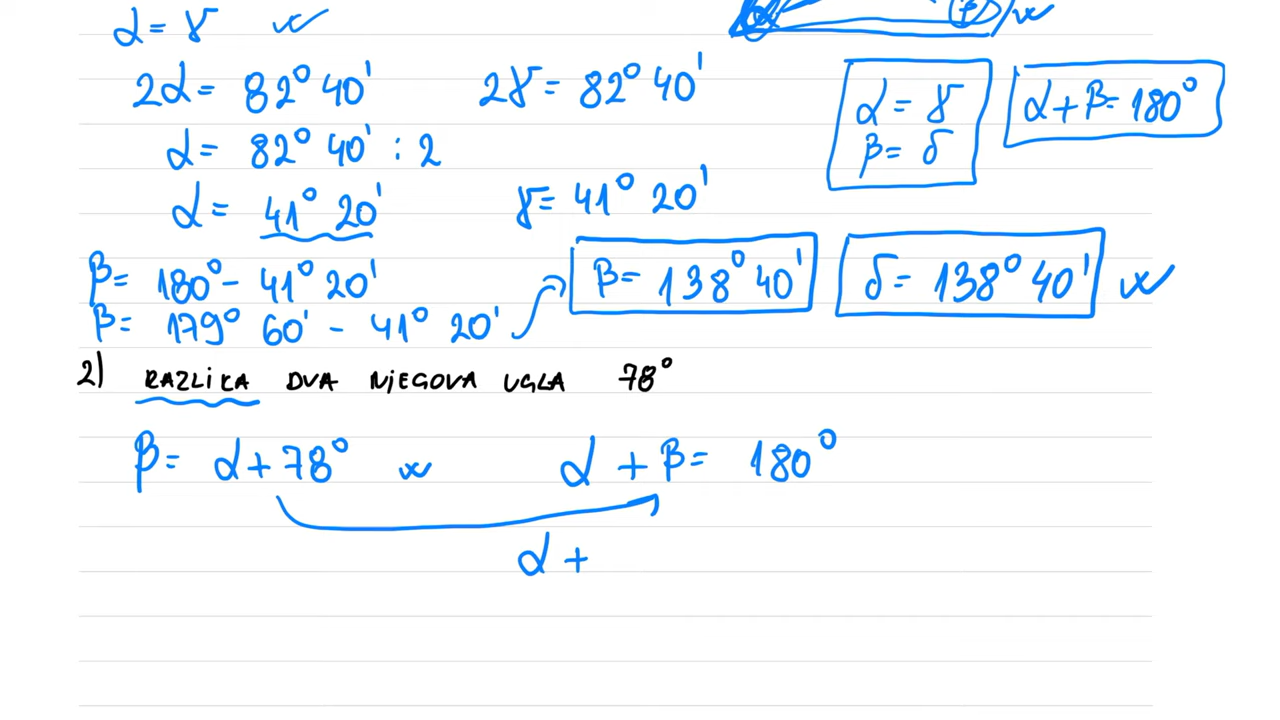 α = γ
2α = 82° 40' 2γ = 82° 40'
α = γ
β = δ
α + β = 180°
α = 82° 40' : 2
α = 41° 20' γ = 41° 20'
β = 180° - 41° 20'
β = 179° 60' - 41° 20'
β = 138° 40' δ = 138° 40'
2) RAZLIKA DVA NJEGOVA UGLA 78°
β = α + 78° α + β = 180°
α +